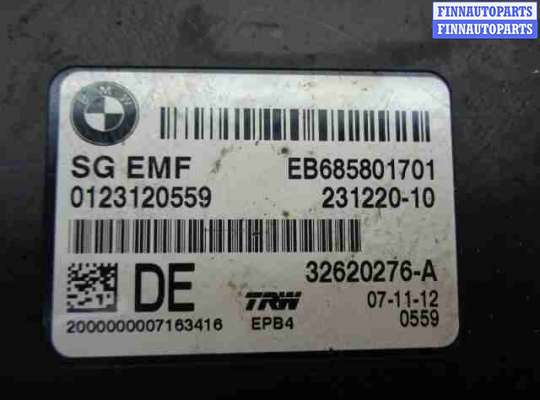 FINNAUTOPARTS
FINNAUTOPARTS
BMW
SG EMF EB685801701
0123120559 231220-10
32620276-A
DE TRW 07-11-12
2000000007163416 EPB4 0559